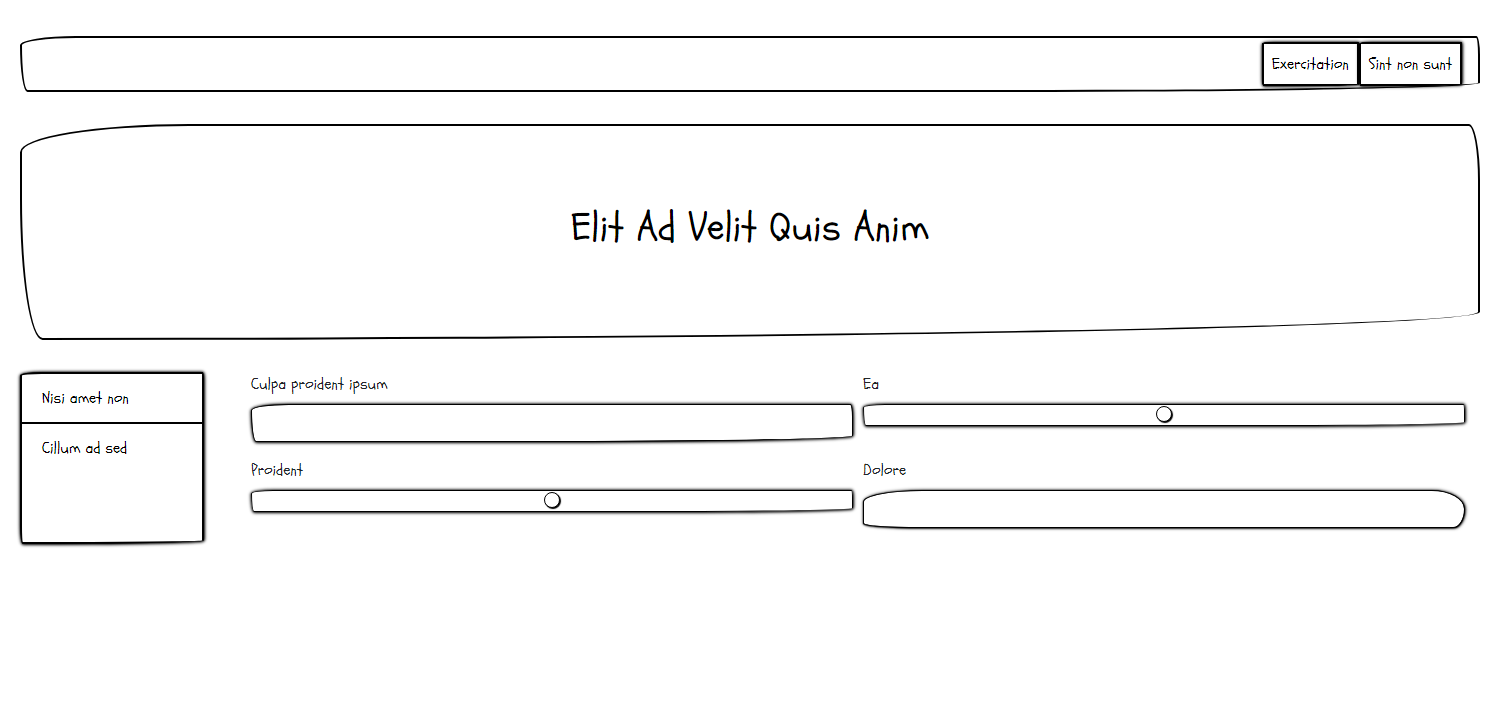 Exercitation
Sint non sunt
Elit Ad Velit Quis Anim
Nisi amet non
Cillum ad sed
Culpa proident ipsum
Ea
Proident
Dolore